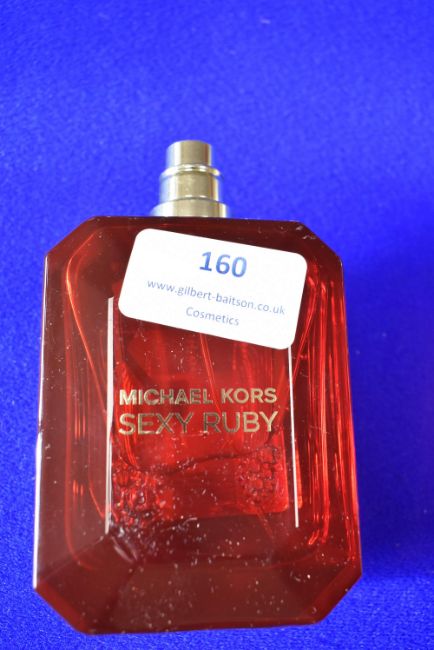 160
www.gilbert-baitson.co.uk
Cosmetics
MICHAEL KORS
SEXY RUBY